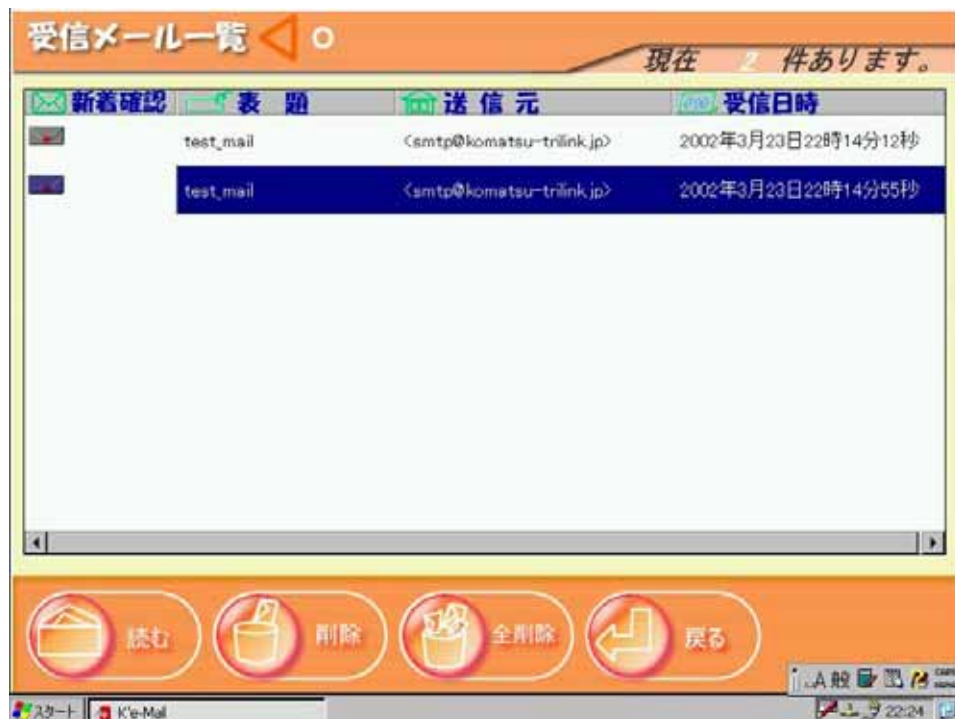 受信メール一覧
現在 2 件あります。
新着確認 表 題 送 信 元 受信日時
test_mail <smtp@komatsu-trilink.jp> 2002年3月23日22時14分12秒
test_mail <smtp@komatsu-trilink.jp> 2002年3月23日22時14分55秒
読む 削除 全削除 戻る
A 般
スタート K'e-Mail 22:24